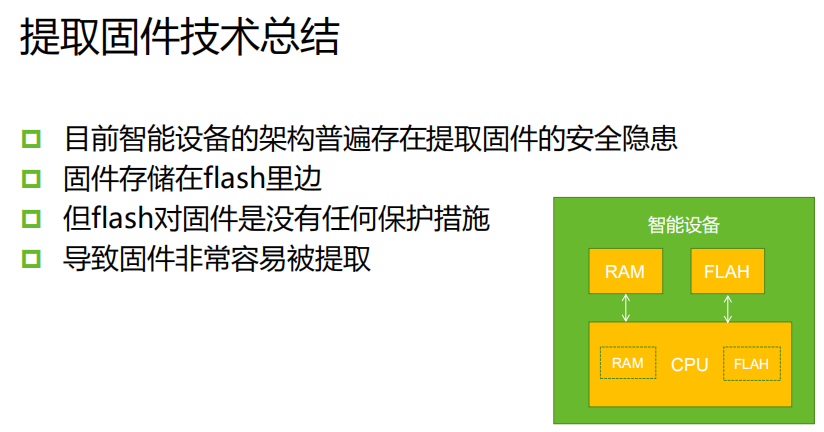 提取固件技术总结
目前智能设备的架构普遍存在提取固件的安全隐患
固件存储在flash里边
但flash对固件是没有任何保护措施
导致固件非常容易被提取
智能设备
RAM FLAH
RAM CPU FLAH